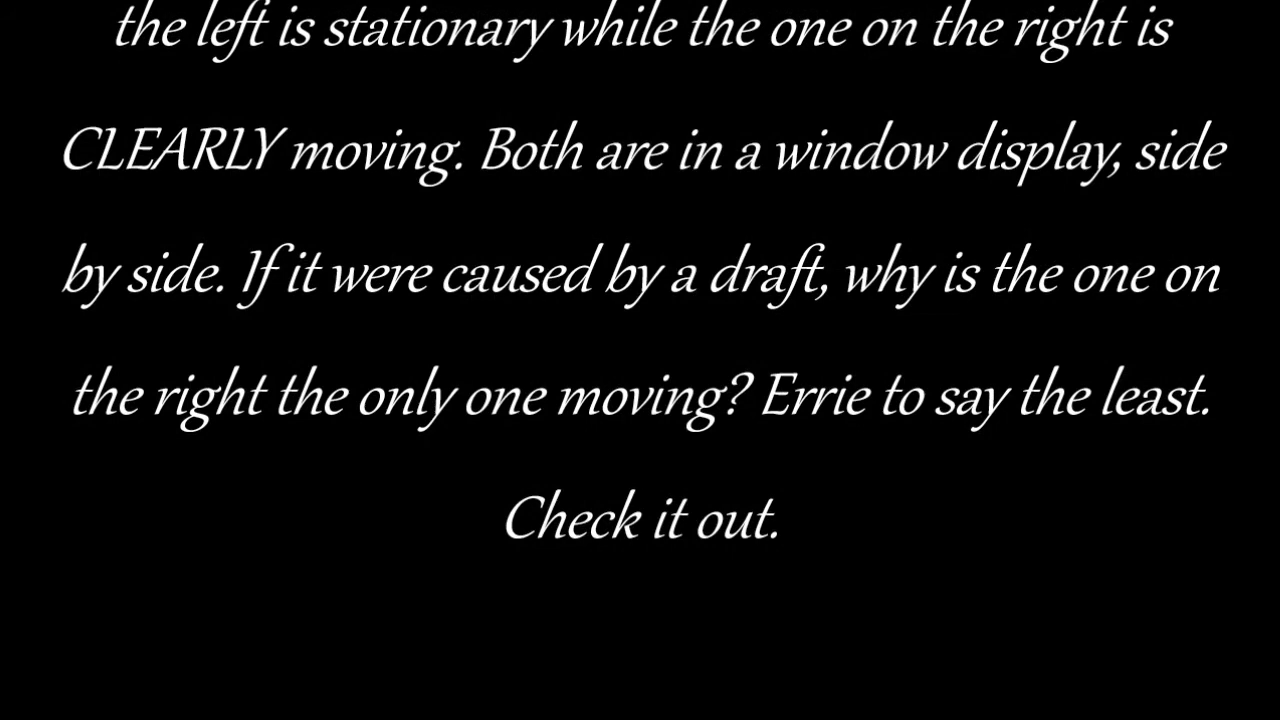 the left is stationary while the one on the right is
CLEARLY moving. Both are in a window display, side
by side. If it were caused by a draft, why is the one on
the right the only one moving? Errie to say the least.
Check it out.